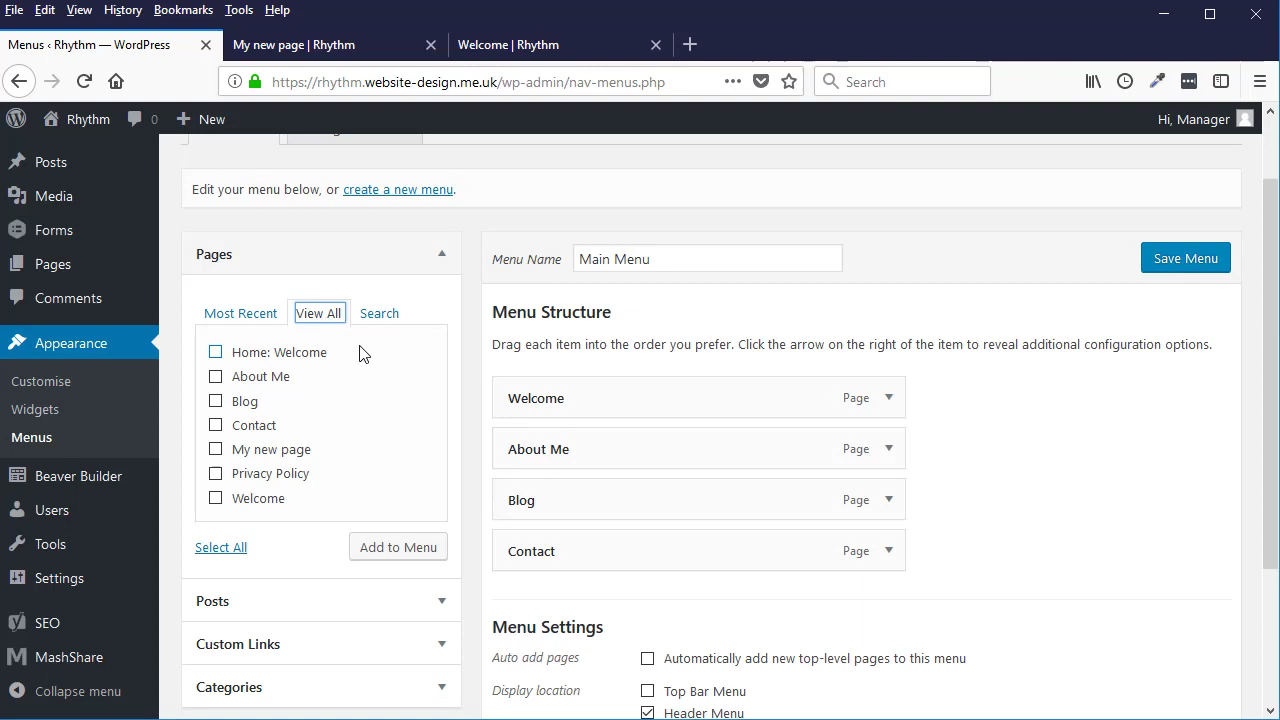 File Edit View History Bookmarks Tools Help
Menus ‹ Rhythm — WordPress
My new page | Rhythm
Welcome | Rhythm
https://rhythm.website-design.me.uk/wp-admin/nav-menus.php
Search
Rhythm
0
New
Hi, Manager
Posts
Media
Forms
Pages
Comments
Appearance
Customise
Widgets
Menus
Beaver Builder
Users
Tools
Settings
SEO
MashShare
Collapse menu
Edit your menu below, or create a new menu.
Pages
Most Recent
View All
Search
Home: Welcome
About Me
Blog
Contact
My new page
Privacy Policy
Welcome
Select All
Add to Menu
Posts
Custom Links
Categories
Menu Name
Main Menu
Save Menu
Menu Structure
Drag each item into the order you prefer. Click the arrow on the right of the item to reveal additional configuration options.
Welcome Page
About Me Page
Blog Page
Contact Page
Menu Settings
Auto add pages
Automatically add new top-level pages to this menu
Display location
Top Bar Menu
Header Menu